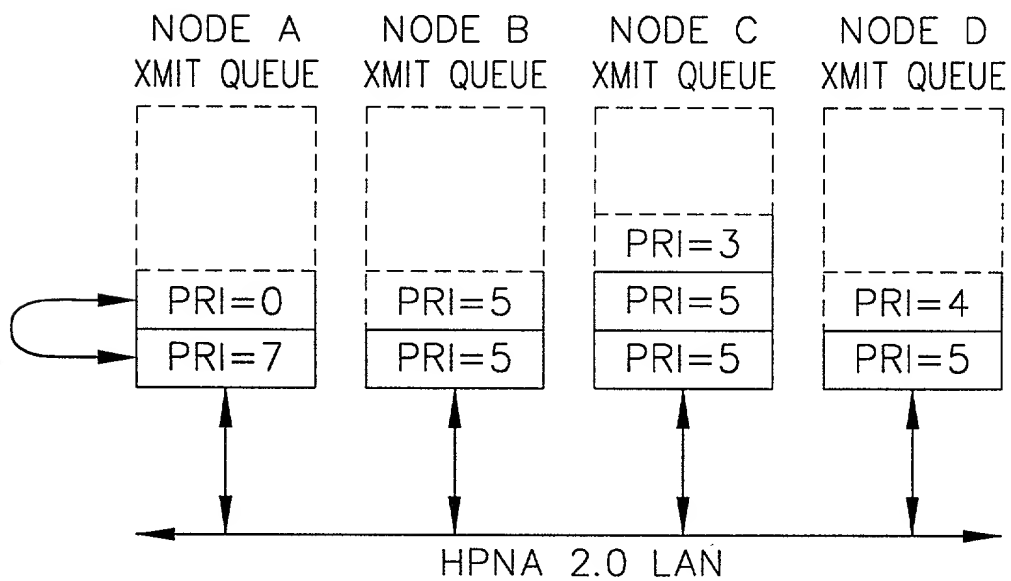 NODE A NODE B NODE C NODE D
XMIT QUEUE XMIT QUEUE XMIT QUEUE XMIT QUEUE
PRI=3
PRI=0 PRI=5 PRI=5 PRI=4
PRI=7 PRI=5 PRI=5 PRI=5
HPNA 2.0 LAN